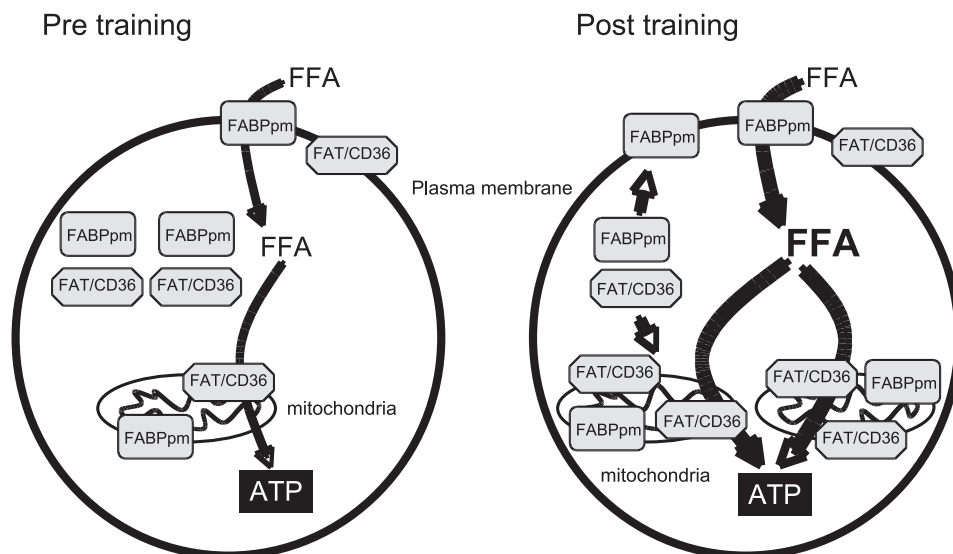 Pre training
FFA
FABPpm
FAT/CD36
FABPpm
FABPpm
FFA
FAT/CD36
FAT/CD36
FAT/CD36
mitochondria
FABPpm
ATP
Plasma membrane
Post training
FFA
FABPpm
FABPpm
FAT/CD36
FABPpm
FFA
FAT/CD36
FAT/CD36
FAT/CD36
FABPpm
FAT/CD36
FABPpm
FAT/CD36
mitochondria
ATP